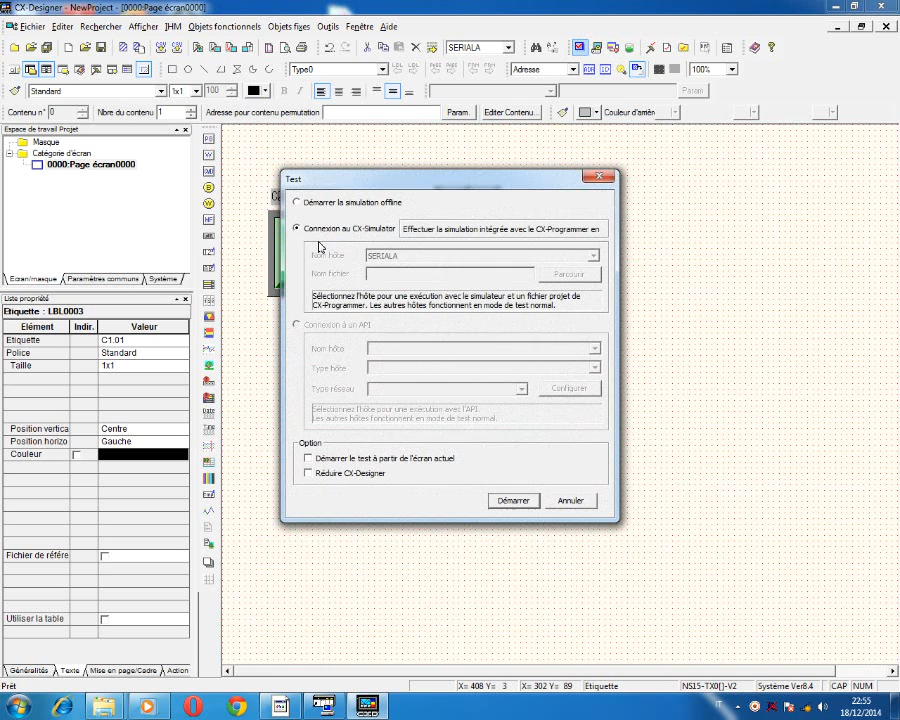 CX-Designer - NewProject - [0000:Page écran0000]
Fichier Editer Rechercher Afficher IHM Objets fonctionnels Objets fixes Outils Fenêtre Aide
SERIALA
Type0 Adresse 100%
Standard 1x1 100 B I Param
Contenu n° 0 Nbre du contenu 1 Adresse pour contenu permutation Param. Editer Contenu... Couleur d'arrièr
Espace de travail Projet
Masque
Catégorie d'écran
0000:Page écran0000
Ecran/masque Paramètres communs Système
Liste propriété
Etiquette : LBL0003
Elément Indir. Valeur
Etiquette C1.01
Police Standard
Taille 1x1
Position vertica Centre
Position horizo Gauche
Couleur
Fichier de référe
Utiliser la table
Généralités Texte Mise en page/Cadre Action
Test
Démarrer la simulation offline
Connexion au CX-Simulator Effectuer la simulation intégrée avec le CX-Programmer en
Nom hôte SERIALA
Nom fichier Parcourir
Sélectionnez l'hôte pour une exécution avec le simulateur et un fichier projet de
CX-Programmer. Les autres hôtes fonctionnent en mode de test normal.
Connexion à un API
Nom hôte
Type hôte
Type réseau Configurer
Sélectionnez l'hôte pour une exécution avec l'API.
Les autres hôtes fonctionnent en mode de test normal.
Option
Démarrer le test à partir de l'écran actuel
Réduire CX-Designer
Démarrer Annuler
Prêt X= 408 Y= 3 X= 302 Y= 89 Etiquette NS15-TX0[]-V2 Système Ver8.4 CAP NUM
IT 22:55
18/12/2014